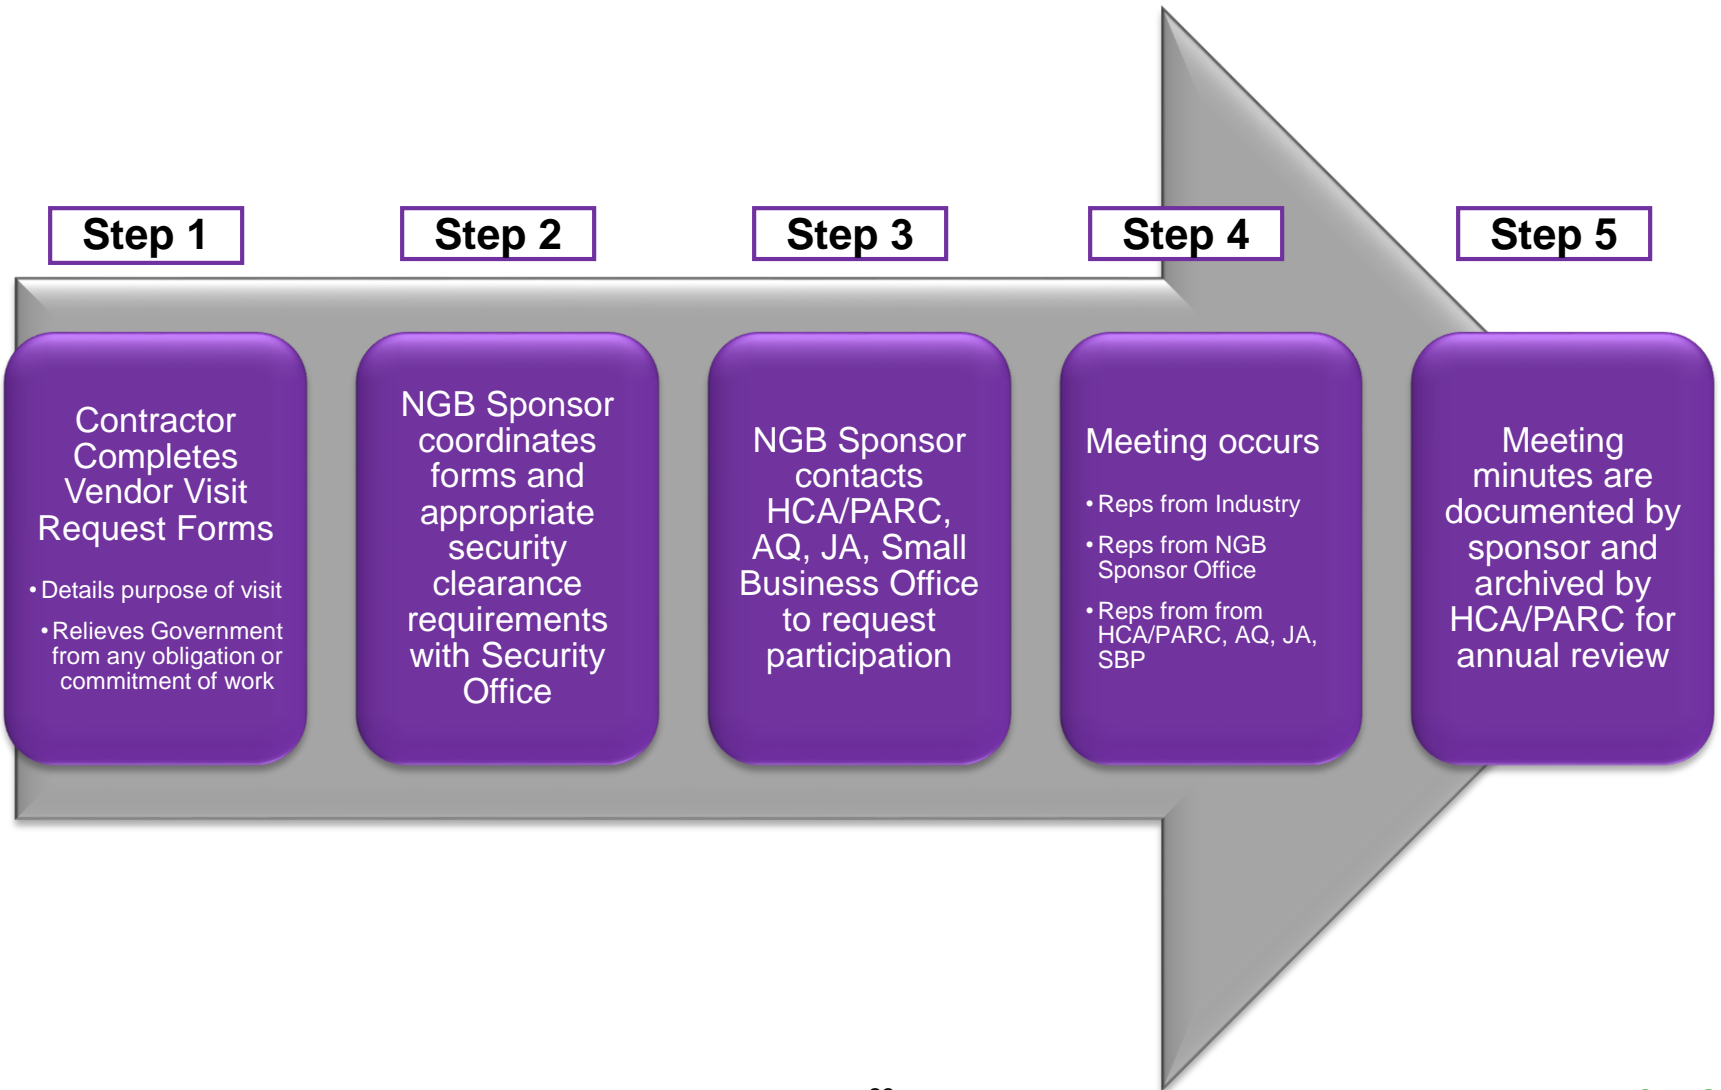 Step 1
Step 2
Step 3
Step 4
Step 5
Contractor
Completes
Vendor Visit
Request Forms
• Details purpose of visit
• Relieves Government
from any obligation or
commitment of work
NGB Sponsor
coordinates
forms and
appropriate
security
clearance
requirements
with Security
Office
NGB Sponsor
contacts
HCA/PARC,
AQ, JA, Small
Business Office
to request
participation
Meeting occurs
• Reps from Industry
• Reps from NGB
Sponsor Office
• Reps from from
HCA/PARC, AQ, JA,
SBP
Meeting
minutes are
documented by
sponsor and
archived by
HCA/PARC for
annual review